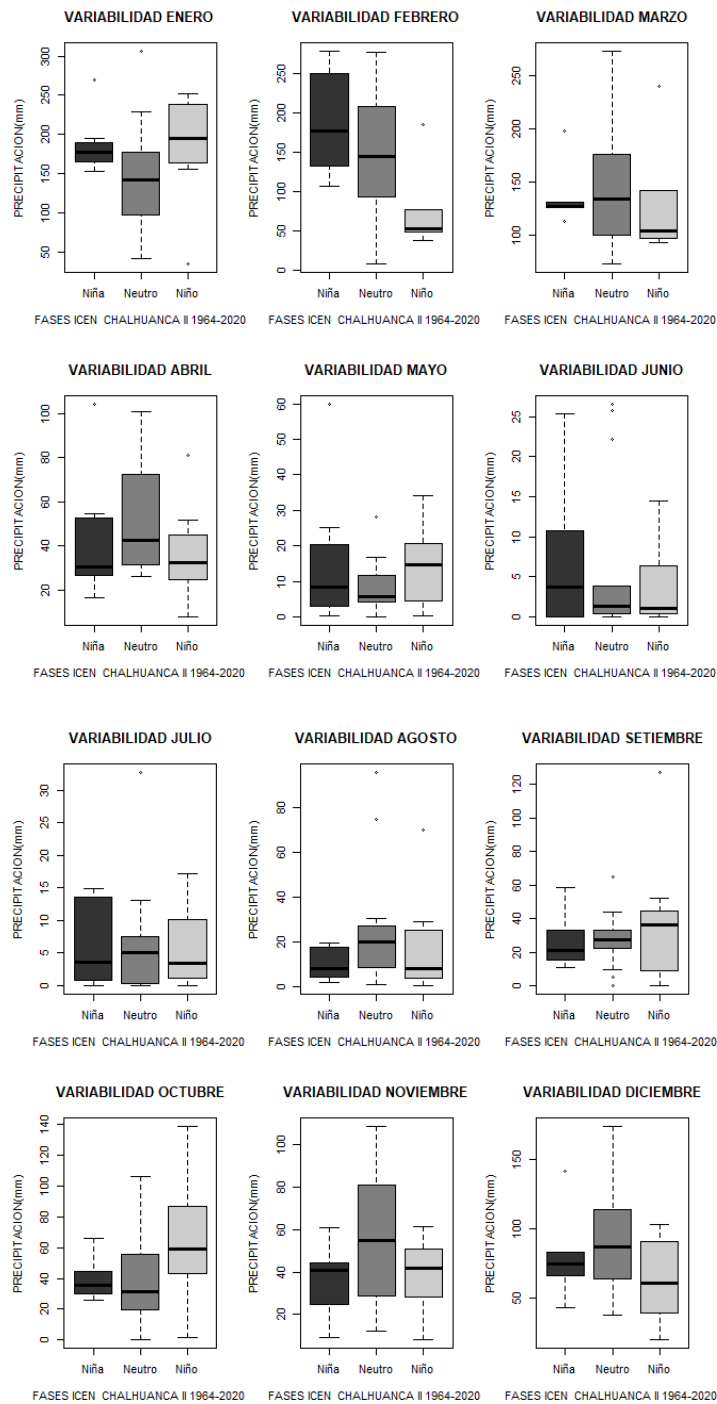 VARIABILIDAD ENERO
PRECIPITACION(mm)
300
250
200
150
100
50
Niña Neutro Niño
FASES ICEN CHALHUANCA II 1964-2020
VARIABILIDAD FEBRERO
PRECIPITACION(mm)
250
200
150
100
50
0
Niña Neutro Niño
FASES ICEN CHALHUANCA II 1964-2020
VARIABILIDAD MARZO
PRECIPITACION(mm)
250
200
150
100
Niña Neutro Niño
FASES ICEN CHALHUANCA II 1964-2020
VARIABILIDAD ABRIL
PRECIPITACION(mm)
100
80
60
40
20
Niña Neutro Niño
FASES ICEN CHALHUANCA II 1964-2020
VARIABILIDAD MAYO
PRECIPITACION(mm)
60
50
40
30
20
10
0
Niña Neutro Niño
FASES ICEN CHALHUANCA II 1964-2020
VARIABILIDAD JUNIO
PRECIPITACION(mm)
25
20
15
10
5
0
Niña Neutro Niño
FASES ICEN CHALHUANCA II 1964-2020
VARIABILIDAD JULIO
PRECIPITACION(mm)
30
25
20
15
10
5
0
Niña Neutro Niño
FASES ICEN CHALHUANCA II 1964-2020
VARIABILIDAD AGOSTO
PRECIPITACION(mm)
80
60
40
20
0
Niña Neutro Niño
FASES ICEN CHALHUANCA II 1964-2020
VARIABILIDAD SETIEMBRE
PRECIPITACION(mm)
120
100
80
60
40
20
0
Niña Neutro Niño
FASES ICEN CHALHUANCA II 1964-2020
VARIABILIDAD OCTUBRE
PRECIPITACION(mm)
140
120
100
80
60
40
20
0
Niña Neutro Niño
FASES ICEN CHALHUANCA II 1964-2020
VARIABILIDAD NOVIEMBRE
PRECIPITACION(mm)
100
80
60
40
20
Niña Neutro Niño
FASES ICEN CHALHUANCA II 1964-2020
VARIABILIDAD DICIEMBRE
PRECIPITACION(mm)
150
100
50
Niña Neutro Niño
FASES ICEN CHALHUANCA II 1964-2020